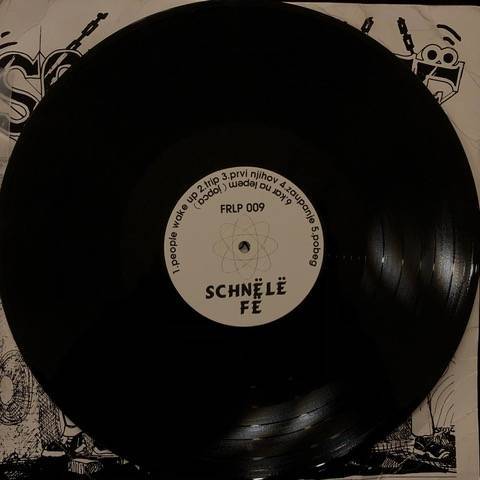 1.people wake up 2.trip 3.prvi njihov 4.zaupanje 5.pobeg
6.kar na lepem ( lopca )
FRLP 009
SCHNËLË
FË